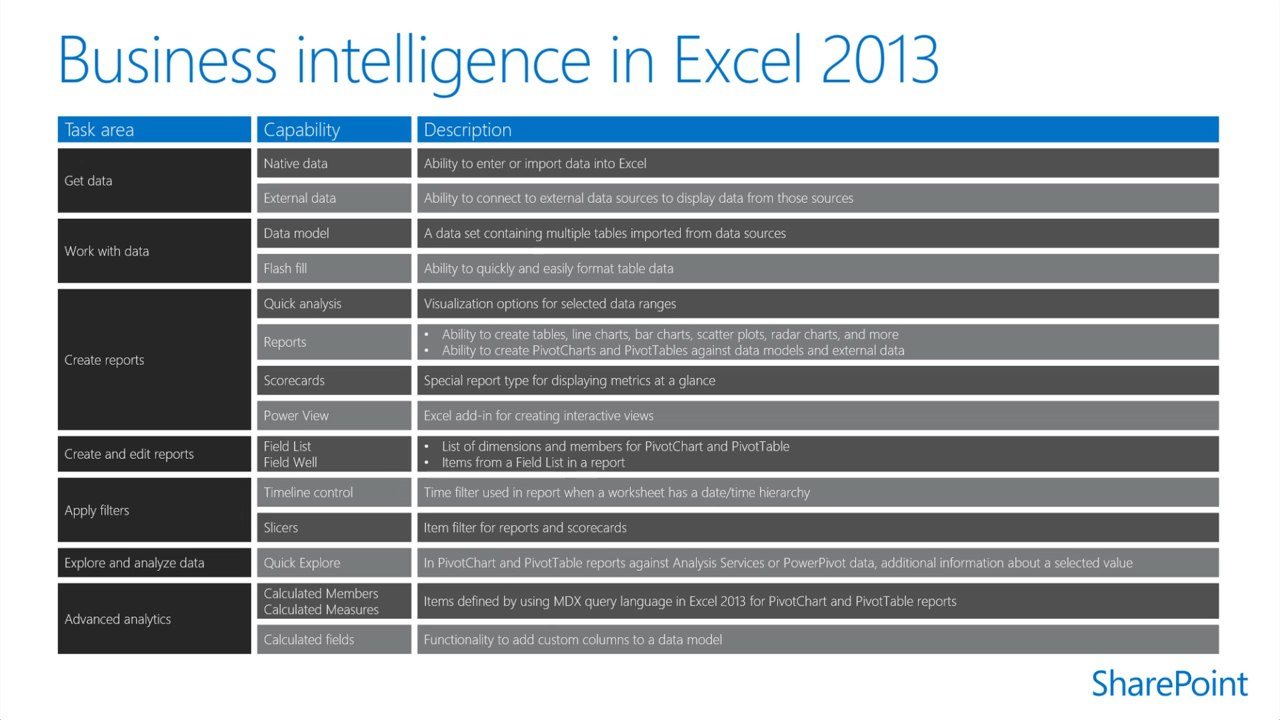 Business intelligence in Excel 2013
Task area Capability Description
Get data
Native data Ability to enter or import data into Excel
External data Ability to connect to external data sources to display data from those sources
Work with data
Data model A data set containing multiple tables imported from data sources
Flash fill Ability to quickly and easily format table data
Create reports
Quick analysis Visualization options for selected data ranges
Reports
• Ability to create tables, line charts, bar charts, scatter plots, radar charts, and more
• Ability to create PivotCharts and PivotTables against data models and external data
Scorecards Special report type for displaying metrics at a glance
Power View Excel add-in for creating interactive views
Create and edit reports
Field List • List of dimensions and members for PivotChart and PivotTable
Field Well • Items from a Field List in a report
Apply filters
Timeline control Time filter used in report when a worksheet has a date/time hierarchy
Slicers Item filter for reports and scorecards
Explore and analyze data Quick Explore In PivotChart and PivotTable reports against Analysis Services or PowerPivot data, additional information about a selected value
Advanced analytics
Calculated Members
Calculated Measures
Items defined by using MDX query language in Excel 2013 for PivotChart and PivotTable reports
Calculated fields Functionality to add custom columns to a data model
SharePoint